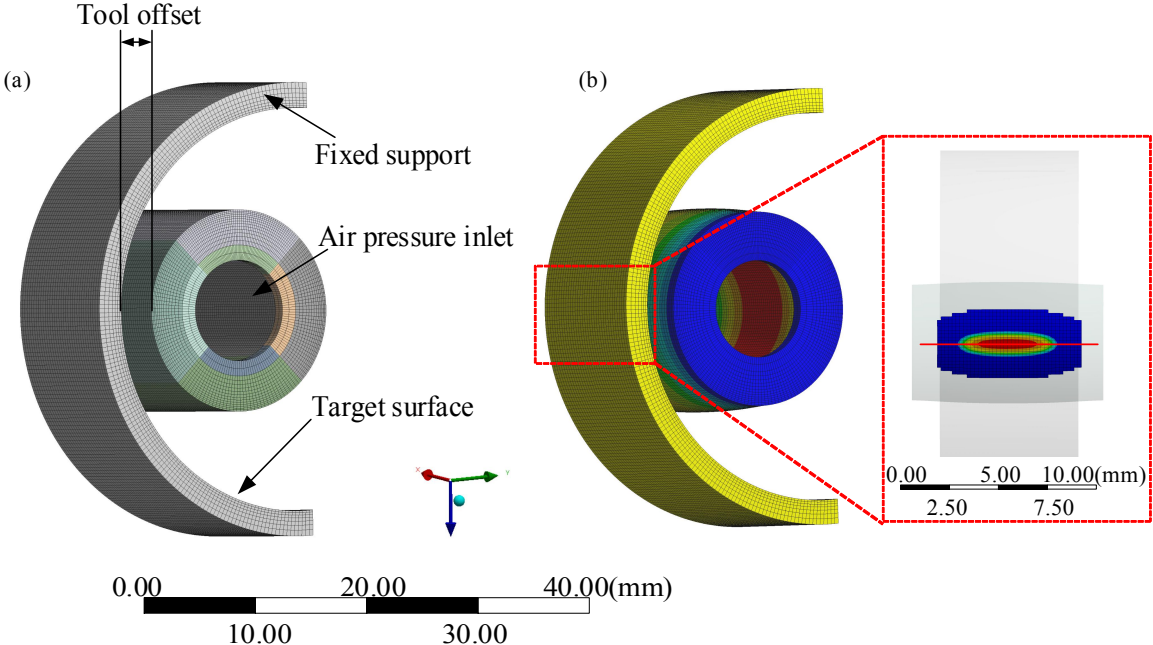 Tool offset
(a)
Fixed support
Air pressure inlet
Target surface
X
Y
0.00 20.00 40.00(mm)
10.00 30.00
(b)
0.00 5.00 10.00(mm)
2.50 7.50